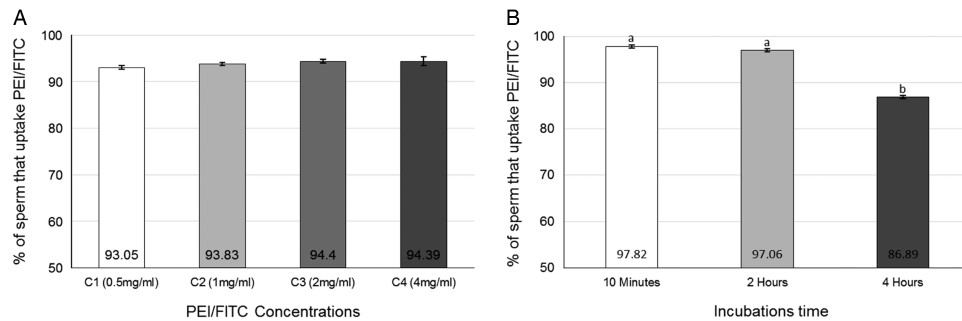 A
% of sperm that uptake PEI/FITC
100
90
80
70
60
50
93.05
93.83
94.4
94.39
C1 (0.5mg/ml)
C2 (1mg/ml)
C3 (2mg/ml)
C4 (4mg/ml)
PEI/FITC Concentrations
B
% of sperm that uptake PEI/FITC
100
90
80
70
60
50
a
a
b
97.82
97.06
86.89
10 Minutes
2 Hours
4 Hours
Incubations time